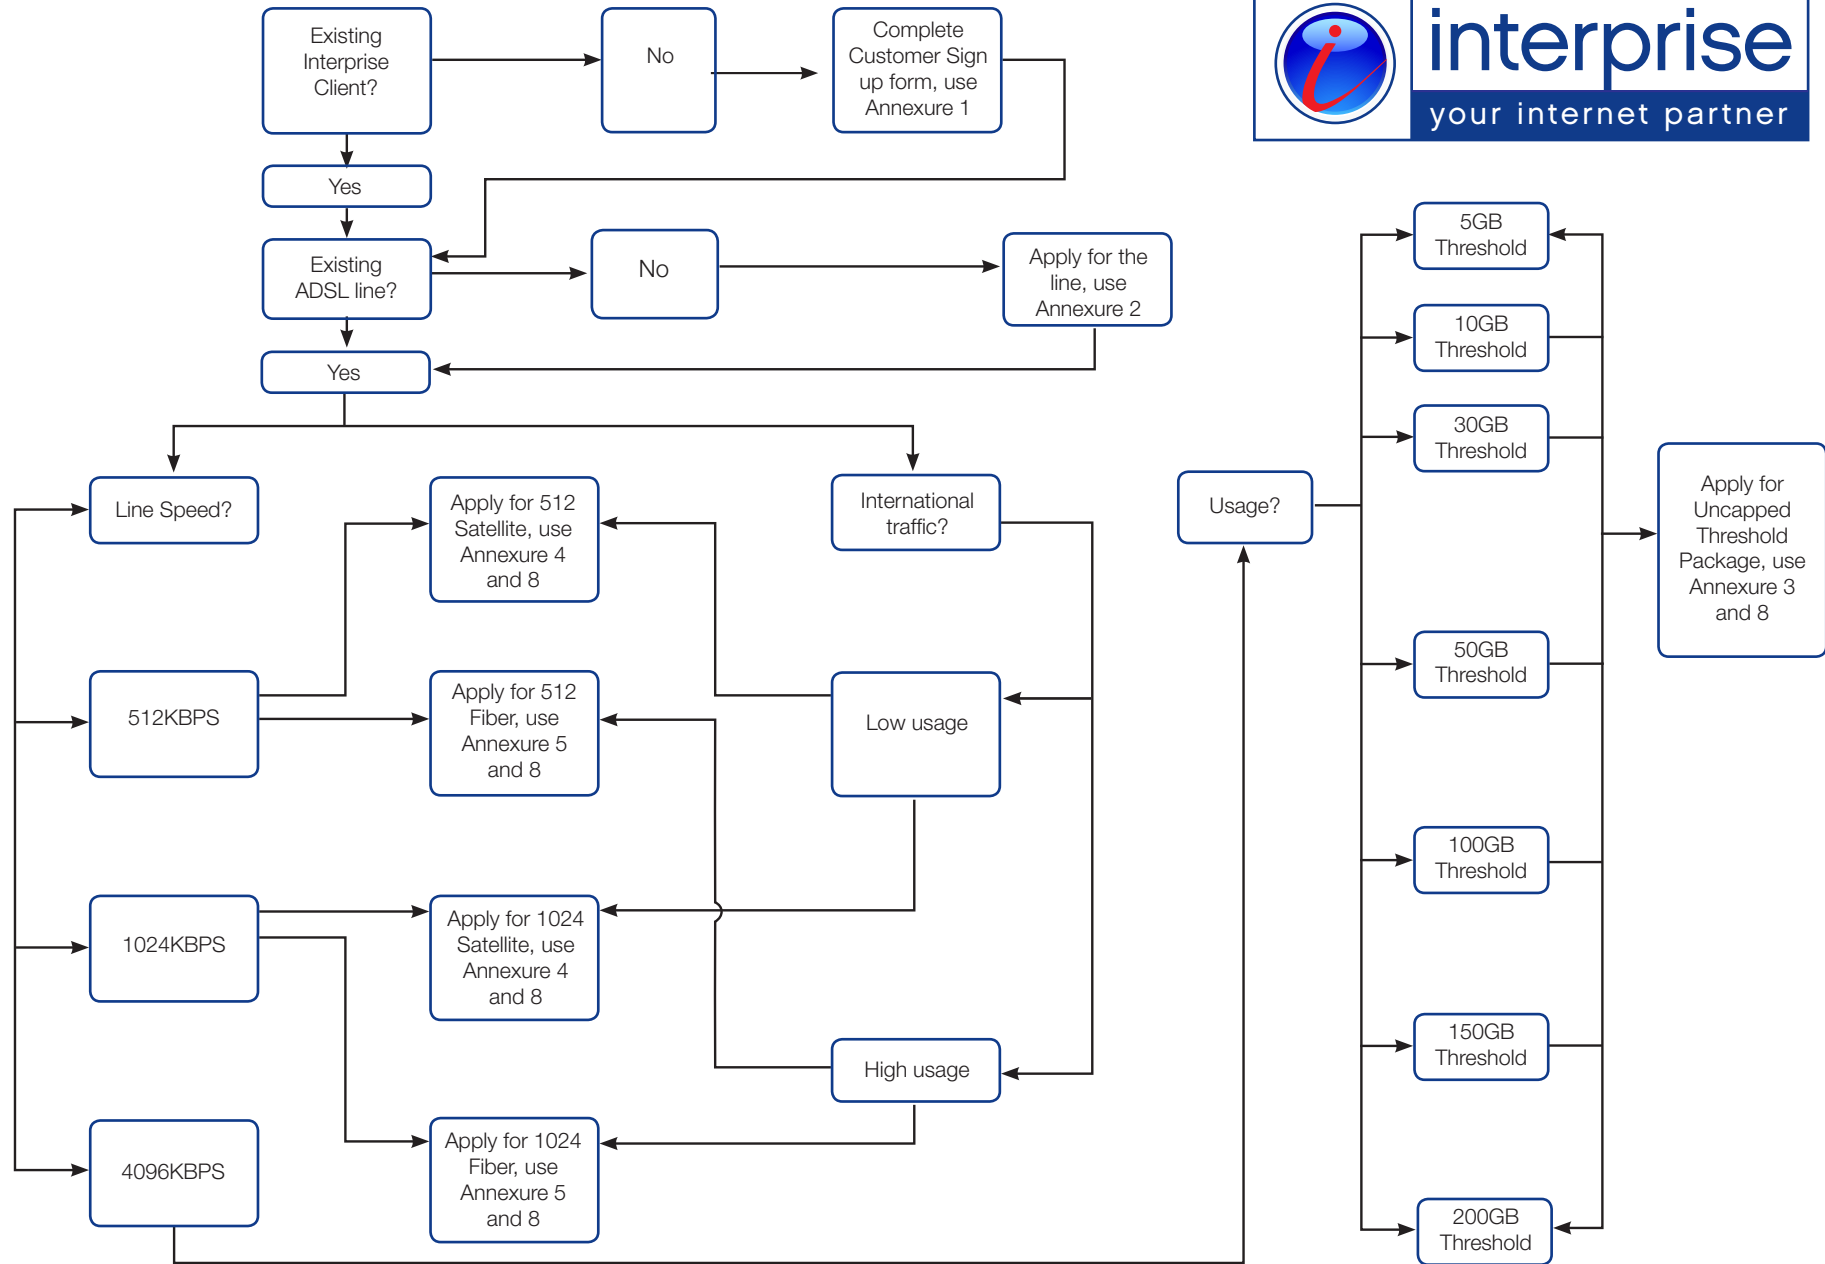 Existing
Interprise
Client?
No
Complete
Customer Sign
up form, use
Annexure 1
interprise
your internet partner
Yes
Existing
ADSL line?
No
Apply for the
line, use
Annexure 2
Yes
Line Speed?
Apply for 512
Satellite, use
Annexure 4
and 8
International
traffic?
512KBPS
Apply for 512
Fiber, use
Annexure 5
and 8
Low usage
1024KBPS
Apply for 1024
Satellite, use
Annexure 4
and 8
High usage
4096KBPS
Apply for 1024
Fiber, use
Annexure 5
and 8
Usage?
5GB
Threshold
10GB
Threshold
30GB
Threshold
50GB
Threshold
100GB
Threshold
150GB
Threshold
200GB
Threshold
Apply for
Uncapped
Threshold
Package, use
Annexure 3
and 8